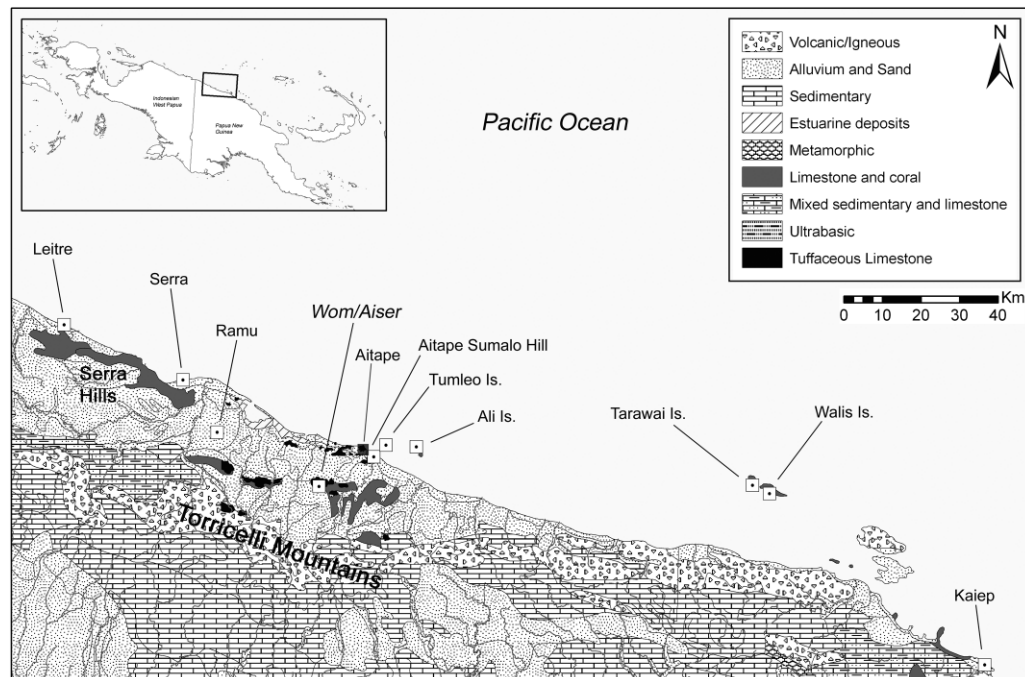 Indonesian
West Papua
Papua New
Guinea
Pacific Ocean
N
Volcanic/Igneous
Alluvium and Sand
Sedimentary
Estuarine deposits
Metamorphic
Limestone and coral
Mixed sedimentary and limestone
Ultrabasic
Tuffaceous Limestone
Km
0 10 20 30 40
Leitre
Serra
Ramu
Wom/Aiser
Aitape
Aitape Sumalo Hill
Tumleo Is.
Ali Is.
Tarawai Is.
Walis Is.
Serra
Hills
Torricelli Mountains
Kaiep